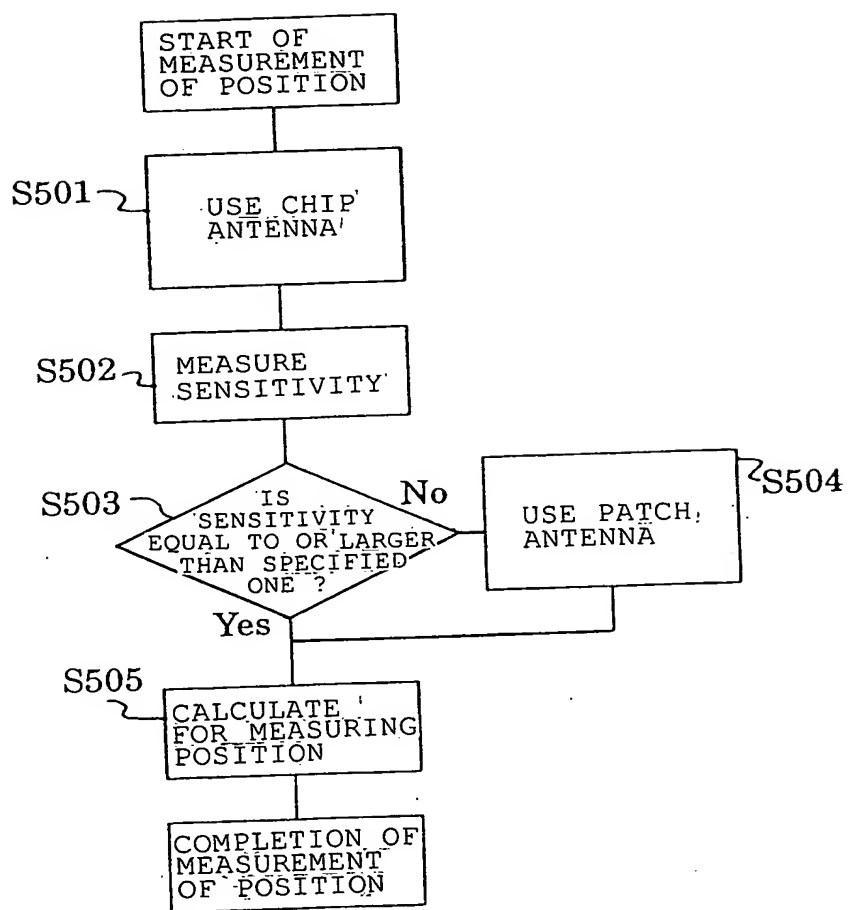 START OF
MEASUREMENT
OF POSITION
S501
USE CHIP
ANTENNA
S502
MEASURE
SENSITIVITY
S503
IS
SENSITIVITY
EQUAL TO OR LARGER
THAN SPECIFIED
ONE ?
No
S504
USE PATCH
ANTENNA
Yes
S505
CALCULATE
FOR MEASURING
POSITION
COMPLETION OF
MEASUREMENT
OF POSITION